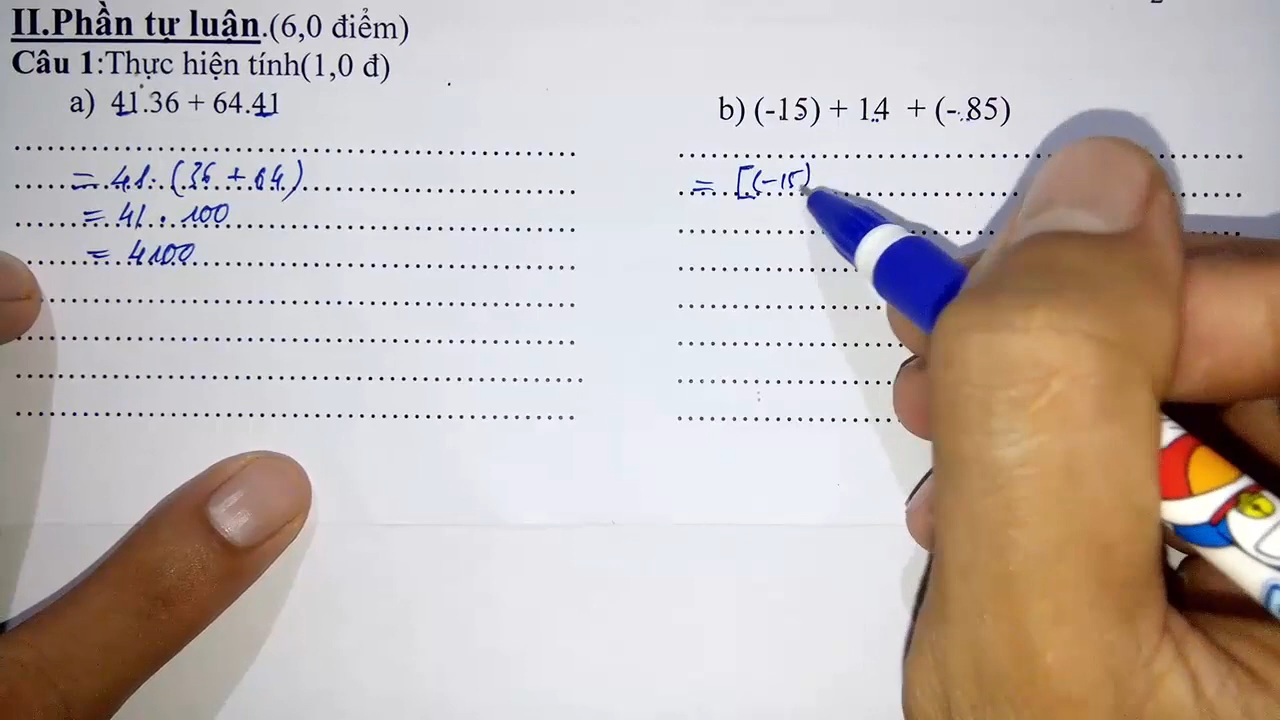 II.Phần tự luận.(6,0 điểm)
Câu 1:Thực hiện tính(1,0 đ)
a) 41.36 + 64.41
= 41. (36 + 64)
= 41 . 100
= 4100
b) (-15) + 14 + (- 85)
= [(-15)